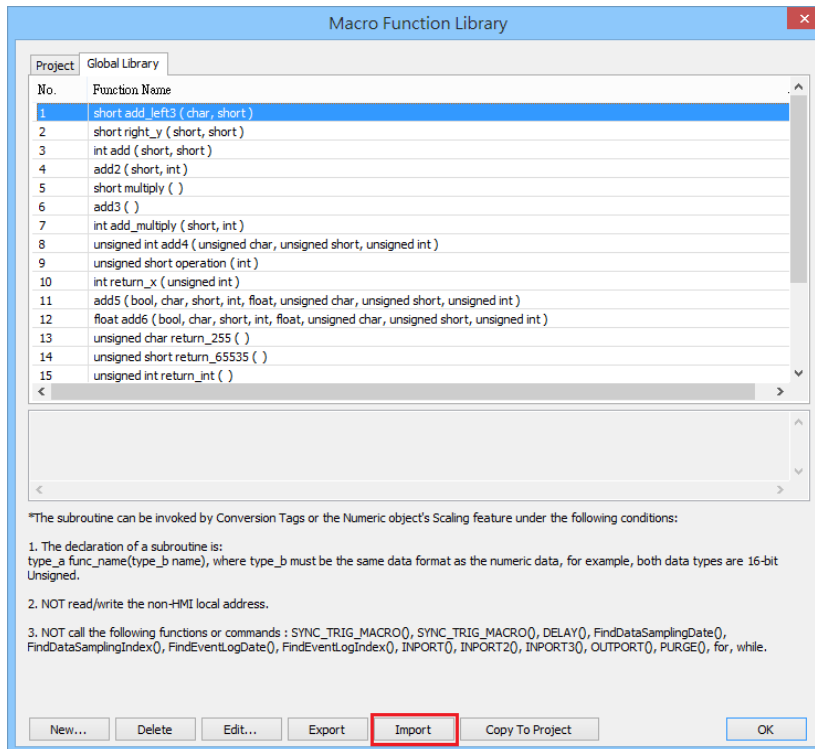 Macro Function Library
Project Global Library
No. Function Name
1 short add_left3 ( char, short )
2 short right_y ( short, short )
3 int add ( short, short )
4 add2 ( short, int )
5 short multiply ( )
6 add3 ( )
7 int add_multiply ( short, int )
8 unsigned int add4 ( unsigned char, unsigned short, unsigned int )
9 unsigned short operation ( int )
10 int return_x ( unsigned int )
11 add5 ( bool, char, short, int, float, unsigned char, unsigned short, unsigned int )
12 float add6 ( bool, char, short, int, float, unsigned char, unsigned short, unsigned int )
13 unsigned char return_255 ( )
14 unsigned short return_65535 ( )
15 unsigned int return_int ( )
*The subroutine can be invoked by Conversion Tags or the Numeric object's Scaling feature under the following conditions:
1. The declaration of a subroutine is:
type_a func_name(type_b name), where type_b must be the same data format as the numeric data, for example, both data types are 16-bit
Unsigned.
2. NOT read/write the non-HMI local address.
3. NOT call the following functions or commands : SYNC_TRIG_MACRO(), SYNC_TRIG_MACRO(), DELAY(), FindDataSamplingDate(),
FindDataSamplingIndex(), FindEventLogDate(), FindEventLogIndex(), INPORT(), INPORT2(), INPORT3(), OUTPORT(), PURGE(), for, while.
New... Delete Edit... Export Import Copy To Project OK